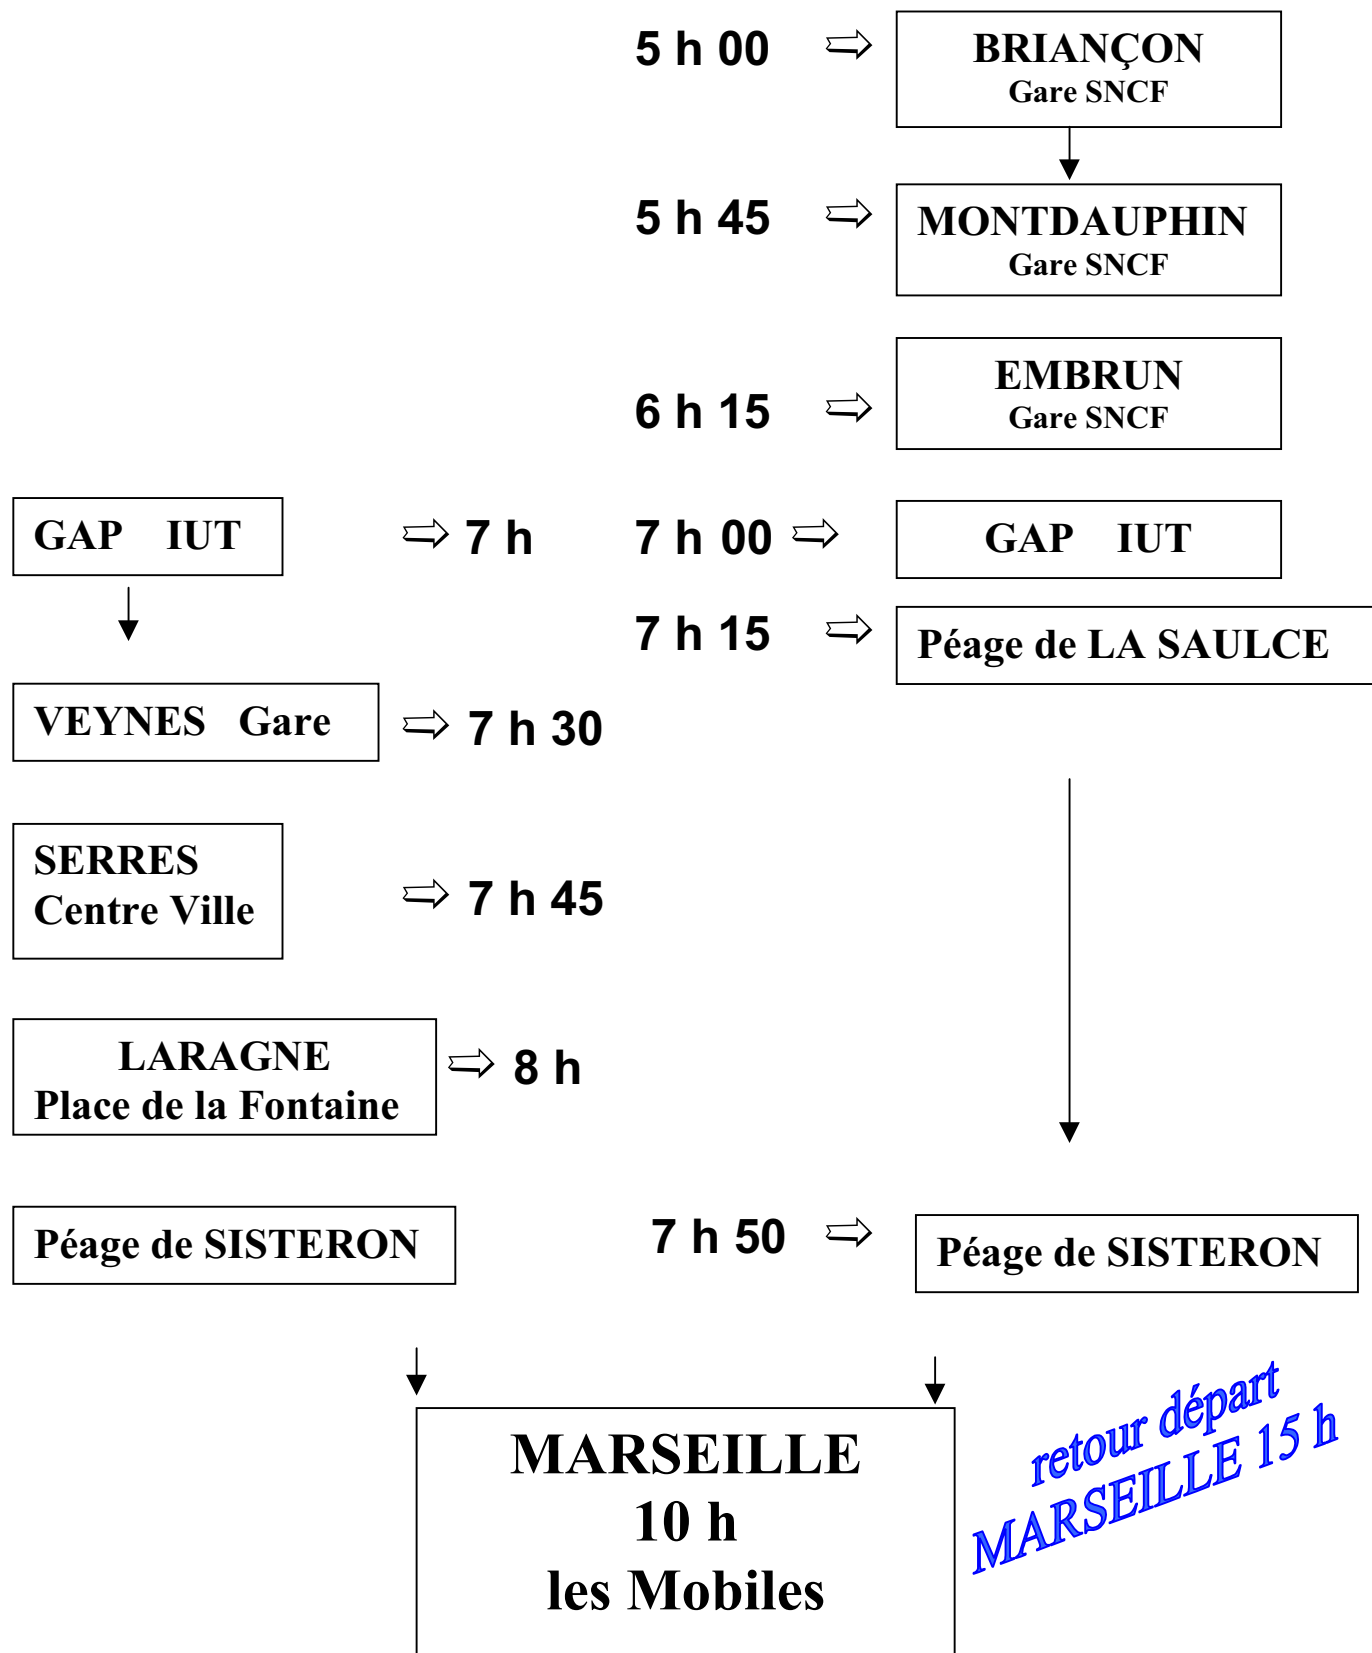 5 h 00 BRIANÇON
Gare SNCF
5 h 45 MONTDAUPHIN
Gare SNCF
6 h 15 EMBRUN
Gare SNCF
GAP IUT 7 h
7 h 00 GAP IUT
7 h 15 Péage de LA SAULCE
VEYNES Gare 7 h 30
SERRES
Centre Ville 7 h 45
LARAGNE
Place de la Fontaine 8 h
Péage de SISTERON
7 h 50 Péage de SISTERON
MARSEILLE
10 h
les Mobiles
retour départ
MARSEILLE 15 h